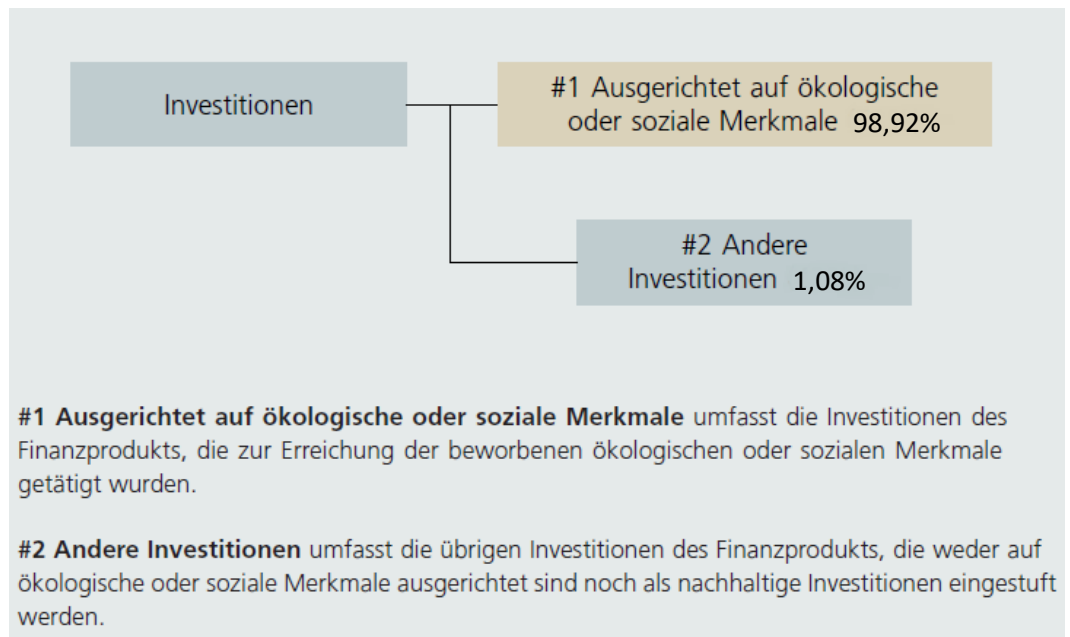 Investitionen
#1 Ausgerichtet auf ökologische
oder soziale Merkmale 98,92%
#2 Andere
Investitionen 1,08%
#1 Ausgerichtet auf ökologische oder soziale Merkmale umfasst die Investitionen des
Finanzprodukts, die zur Erreichung der beworbenen ökologischen oder sozialen Merkmale
getätigt wurden.
#2 Andere Investitionen umfasst die übrigen Investitionen des Finanzprodukts, die weder auf
ökologische oder soziale Merkmale ausgerichtet sind noch als nachhaltige Investitionen eingestuft
werden.